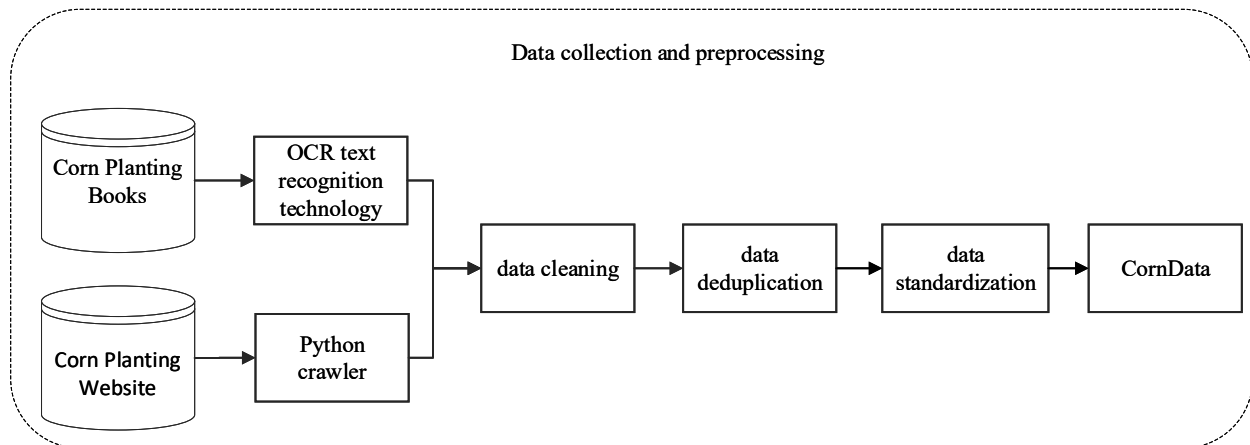 Data collection and preprocessing
Corn Planting
Books
OCR text
recognition
technology
Corn Planting
Website
Python
crawler
data cleaning
data
deduplication
data
standardization
CornData